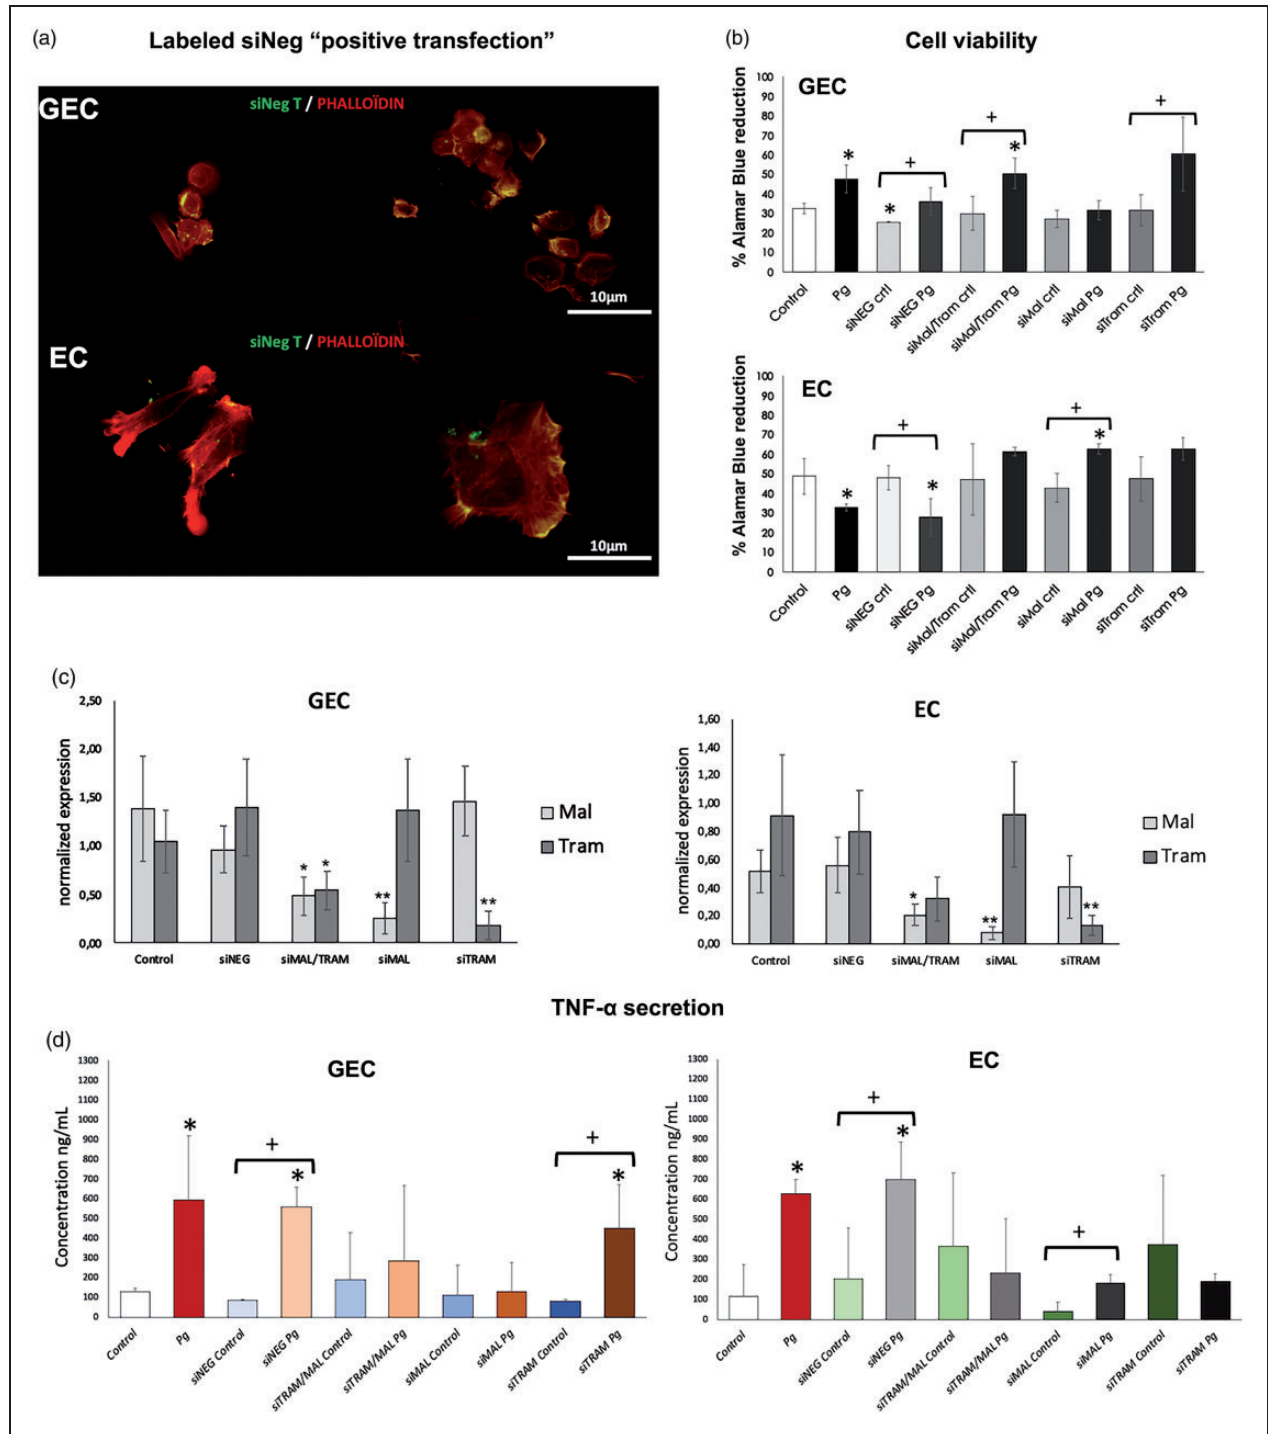 (a)
Labeled siNeg “positive transfection”
GEC
siNeg T / PHALLOÏDIN
10µm
EC
siNeg T / PHALLOÏDIN
10µm
(b)
Cell viability
GEC
% Alamar Blue reduction
100
90
80
70
60
50
40
30
20
10
0
*
*
+
+
*
+
Control
Pg
siNEG crtl
siNEG Pg
siMal/Tram crtl
siMal/Tram Pg
siMal crtl
siMal Pg
siTram crtl
siTram Pg
EC
% Alamar Blue reduction
100
90
80
70
60
50
40
30
20
10
0
*
+
*
+
*
Control
Pg
siNEG crtl
siNEG Pg
siMal/Tram crtl
siMal/Tram Pg
siMal crtl
siMal Pg
siTram crtl
siTram Pg
(c)
GEC
normalized expression
2,50
2,00
1,50
1,00
0,50
0,00
*
*
**
**
Control
siNEG
siMAL/TRAM
siMAL
siTRAM
Mal
Tram
EC
normalized expression
1,60
1,40
1,20
1,00
0,80
0,60
0,40
0,20
0,00
*
**
**
Control
siNEG
siMAL/TRAM
siMAL
siTRAM
Mal
Tram
TNF-α secretion
(d)
GEC
Concentration ng/mL
1300
1200
1100
1000
900
800
700
600
500
400
300
200
100
0
*
+
*
+
*
Control
Pg
siNEG Control
siNEG Pg
siTRAM/MAL Control
siTRAM/MAL Pg
siMAL Control
siMAL Pg
siTRAM Control
siTRAM Pg
EC
Concentration ng/mL
1300
1200
1100
1000
900
800
700
600
500
400
300
200
100
0
*
+
*
+
Control
Pg
siNEG Control
siNEG Pg
siTRAM/MAL Control
siTRAM/MAL Pg
siMAL Control
siMAL Pg
siTRAM Control
siTRAM Pg